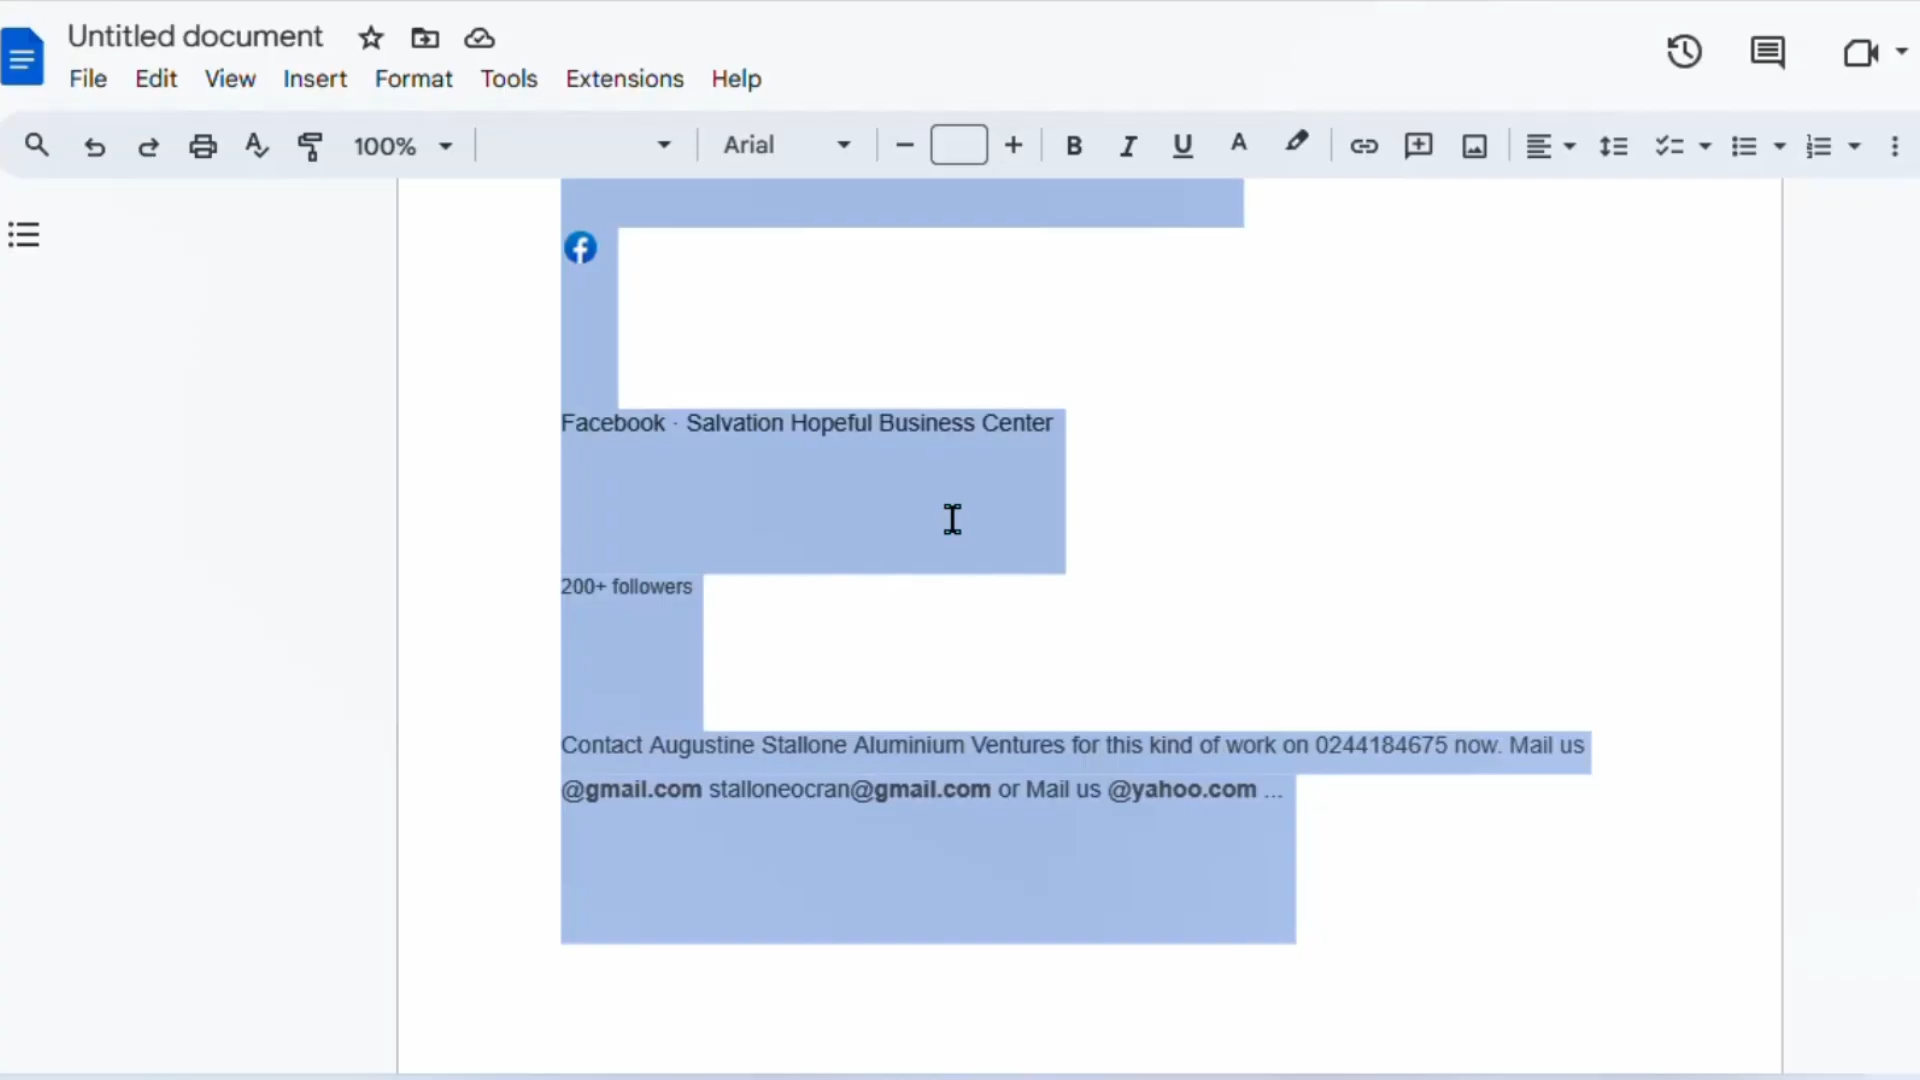 Untitled document
File Edit View Insert Format Tools Extensions Help
100% Arial
Facebook · Salvation Hopeful Business Center
200+ followers
Contact Augustine Stallone Aluminium Ventures for this kind of work on 0244184675 now. Mail us
@gmail.com stalloneocran@gmail.com or Mail us @yahoo.com ...